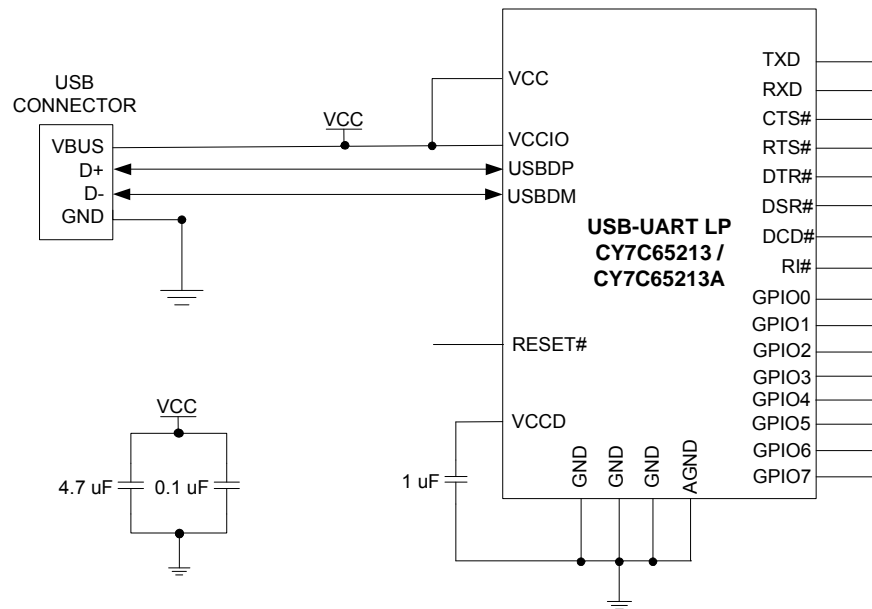 USB
CONNECTOR
VBUS
D+
D-
GND
VCC
VCC
VCCIO
USBDP
USBDM
RESET#
VCCD
GND
GND
GND
AGND
USB-UART LP
CY7C65213 /
CY7C65213A
TXD
RXD
CTS#
RTS#
DTR#
DSR#
DCD#
RI#
GPIO0
GPIO1
GPIO2
GPIO3
GPIO4
GPIO5
GPIO6
GPIO7
VCC
4.7 uF
0.1 uF
1 uF